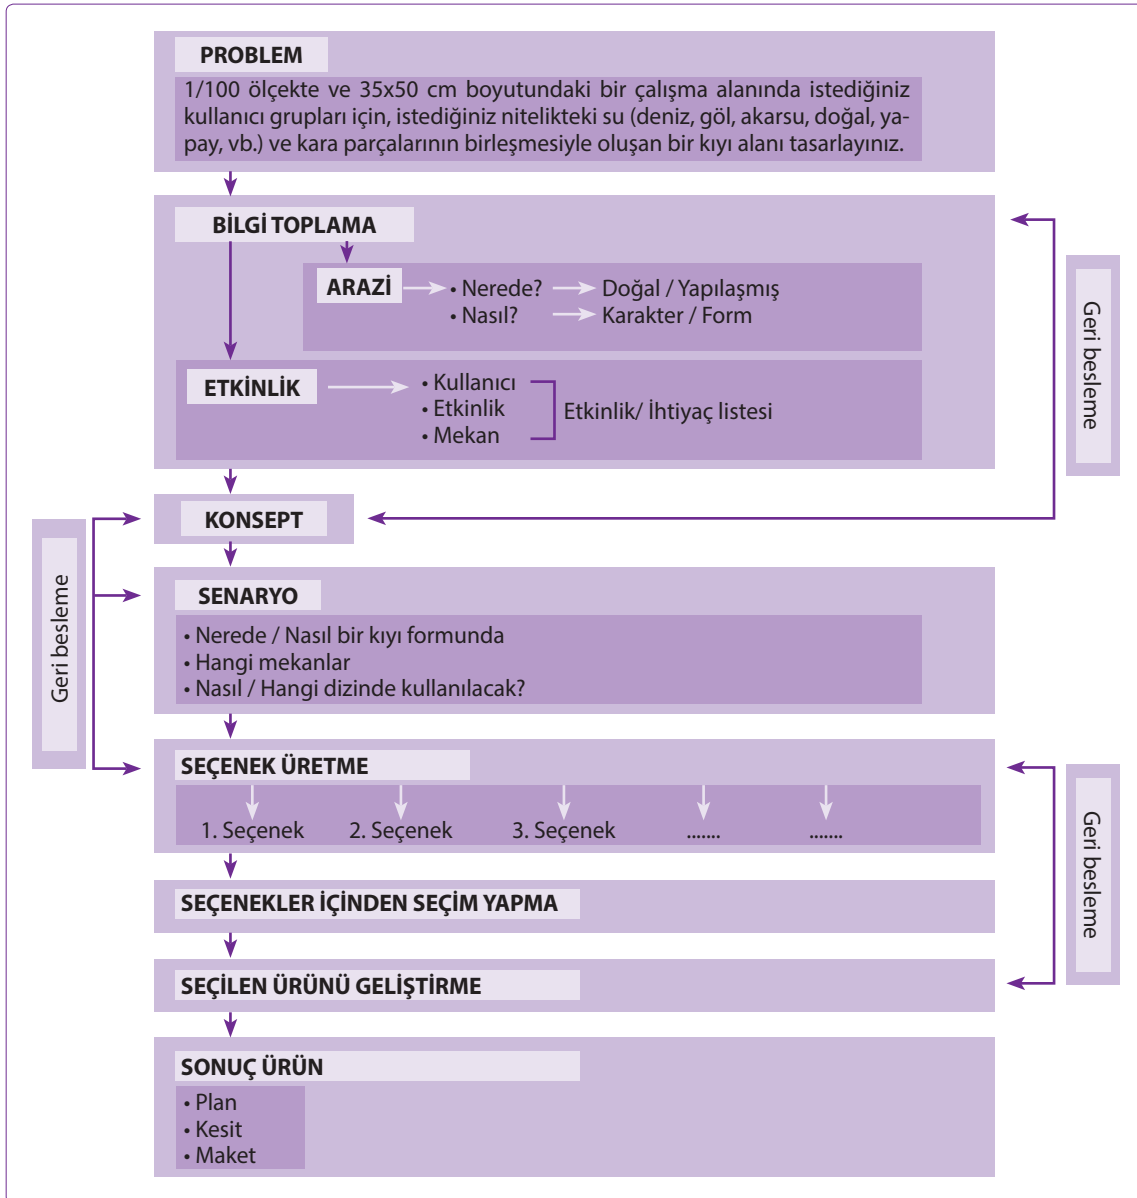 PROBLEM
1/100 ölçekte ve 35x50 cm boyutundaki bir çalışma alanında istediğiniz
kullanıcı grupları için, istediğiniz nitelikteki su (deniz, göl, akarsu, doğal, ya-
pay, vb.) ve kara parçalarının birleşmesiyle oluşan bir kıyı alanı tasarlayınız.
BİLGİ TOPLAMA
ARAZİ
• Nerede? Doğal / Yapılaşmış
• Nasıl? Karakter / Form
ETKİNLİK
• Kullanıcı
• Etkinlik
• Mekan
Etkinlik/ İhtiyaç listesi
Geri besleme
KONSEPT
Geri besleme
SENARYO
• Nerede / Nasıl bir kıyı formunda
• Hangi mekanlar
• Nasıl / Hangi dizinde kullanılacak?
SEÇENEK ÜRETME
1. Seçenek 2. Seçenek 3. Seçenek ....... .......
Geri besleme
SEÇENEKLER İÇİNDEN SEÇİM YAPMA
SEÇİLEN ÜRÜNÜ GELİŞTİRME
SONUÇ ÜRÜN
• Plan
• Kesit
• Maket